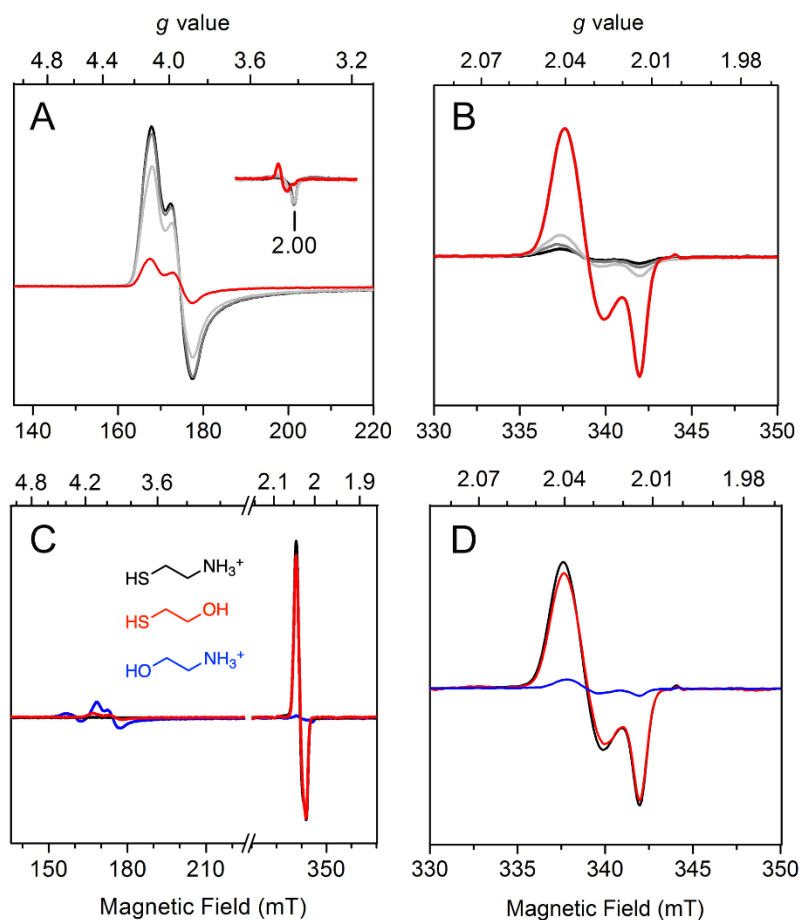 g value
g value
4.8 4.4 4.0 3.6 3.2
2.07 2.04 2.01 1.98
A
B
2.00
140 160 180 200 220
330 335 340 345 350
4.8 4.2 3.6 2.1 2 1.9
2.07 2.04 2.01 1.98
C
D
HS NH₃⁺
HS OH
HO NH₃⁺
150 180 210 350
330 335 340 345 350
Magnetic Field (mT)
Magnetic Field (mT)